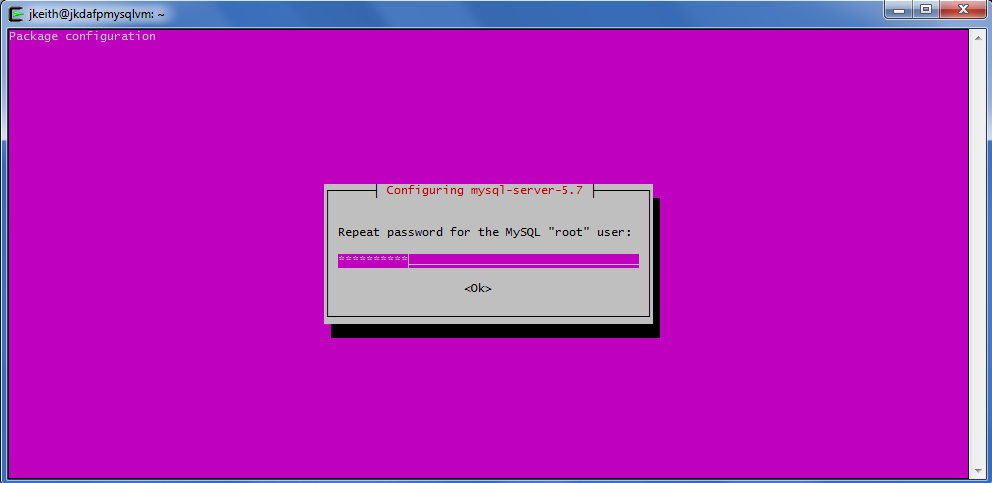 jkeith@jkdafpmysqlvm: ~
Package configuration
Configuring mysql-server-5.7
Repeat password for the MySQL "root" user:
**********
<Ok>